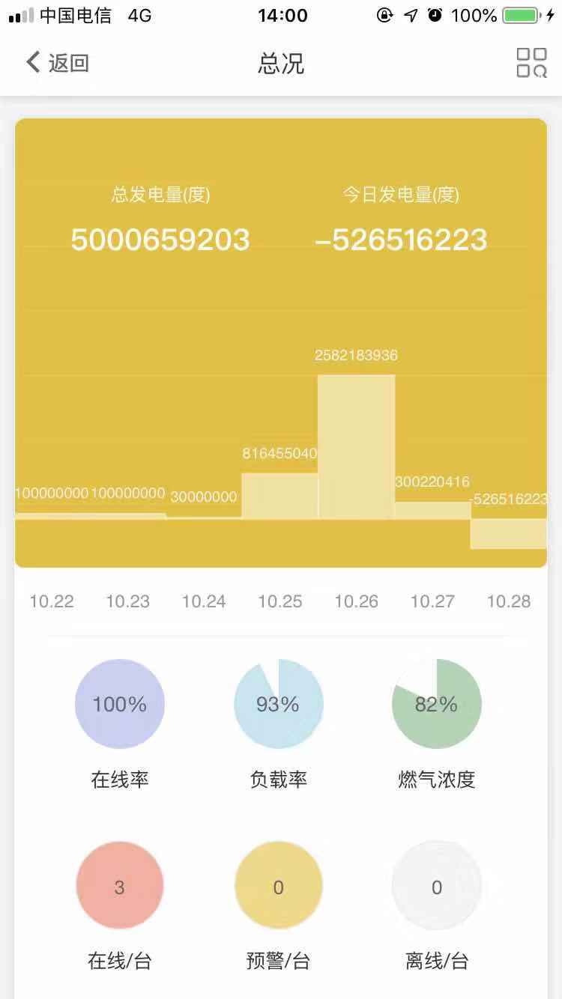 中国电信 4G 14:00 100%
返回 总况
总发电量(度) 今日发电量(度)
5000659203 -526516223
2582183936
816455040
300220416
100000000 100000000 30000000 -526516223
10.22 10.23 10.24 10.25 10.26 10.27 10.28
100% 93% 82%
在线率 负载率 燃气浓度
3 0 0
在线/台 预警/台 离线/台